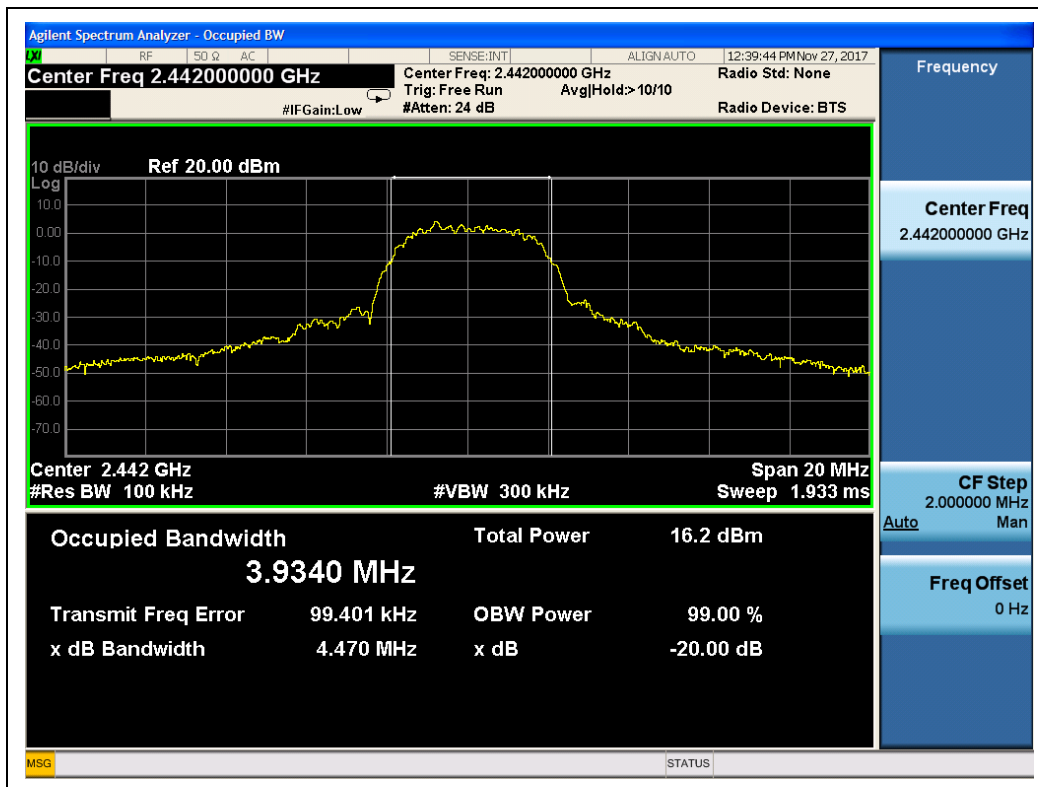 Agilent Spectrum Analyzer - Occupied BW
LXI RF 50 Ω AC SENSE:INT ALIGN AUTO 12:39:44 PM Nov 27, 2017
Center Freq 2.442000000 GHz
Center Freq: 2.442000000 GHz
Radio Std: None
Trig: Free Run Avg|Hold:> 10/10
#IFGain:Low
#Atten: 24 dB
Radio Device: BTS
10 dB/div Ref 20.00 dBm
Log
10.0
0.00
-10.0
-20.0
-30.0
-40.0
-50.0
-60.0
-70.0
Center 2.442 GHz Span 20 MHz
#Res BW 100 kHz #VBW 300 kHz Sweep 1.933 ms
Occupied Bandwidth Total Power 16.2 dBm
3.9340 MHz
Transmit Freq Error 99.401 kHz OBW Power 99.00 %
x dB Bandwidth 4.470 MHz x dB -20.00 dB
Frequency
Center Freq
2.442000000 GHz
CF Step
2.000000 MHz
Auto Man
Freq Offset
0 Hz
MSG STATUS